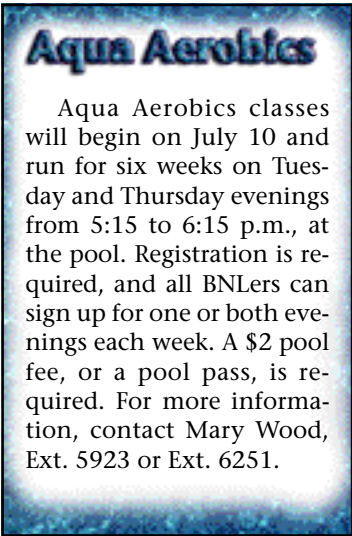 Aqua Aerobics
Aqua Aerobics classes
will begin on July 10 and
run for six weeks on Tues-
day and Thursday evenings
from 5:15 to 6:15 p.m., at
the pool. Registration is re-
quired, and all BNLers can
sign up for one or both eve-
nings each week. A $2 pool
fee, or a pool pass, is re-
quired. For more informa-
tion, contact Mary Wood,
Ext. 5923 or Ext. 6251.